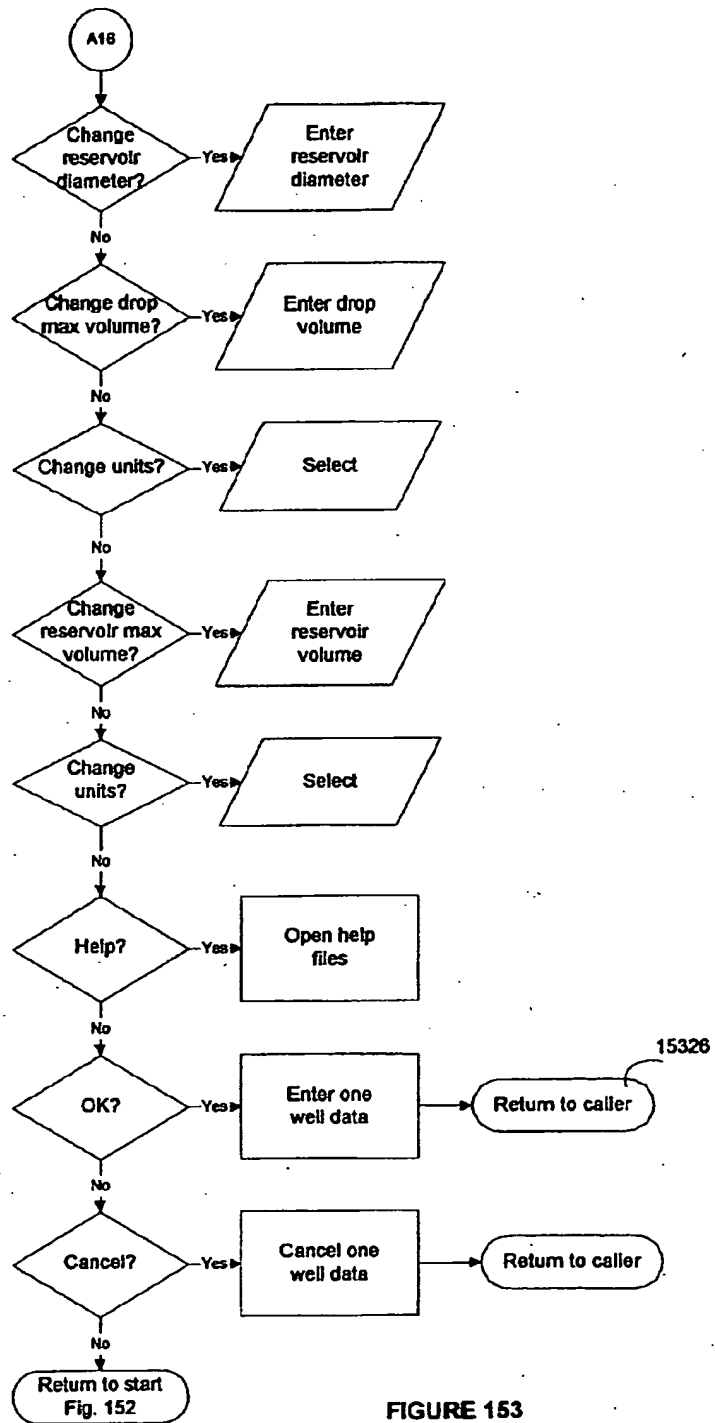 A16
Change
reservoir
diameter?
Yes
Enter
reservoir
diameter
No
Change drop
max volume?
Yes
Enter drop
volume
No
Change units?
Yes
Select
No
Change
reservoir max
volume?
Yes
Enter
reservoir
volume
No
Change
units?
Yes
Select
No
Help?
Yes
Open help
files
No
15326
OK?
Yes
Enter one
well data
Return to caller
No
Cancel?
Yes
Cancel one
well data
Return to caller
No
Return to start
Fig. 152
FIGURE 153